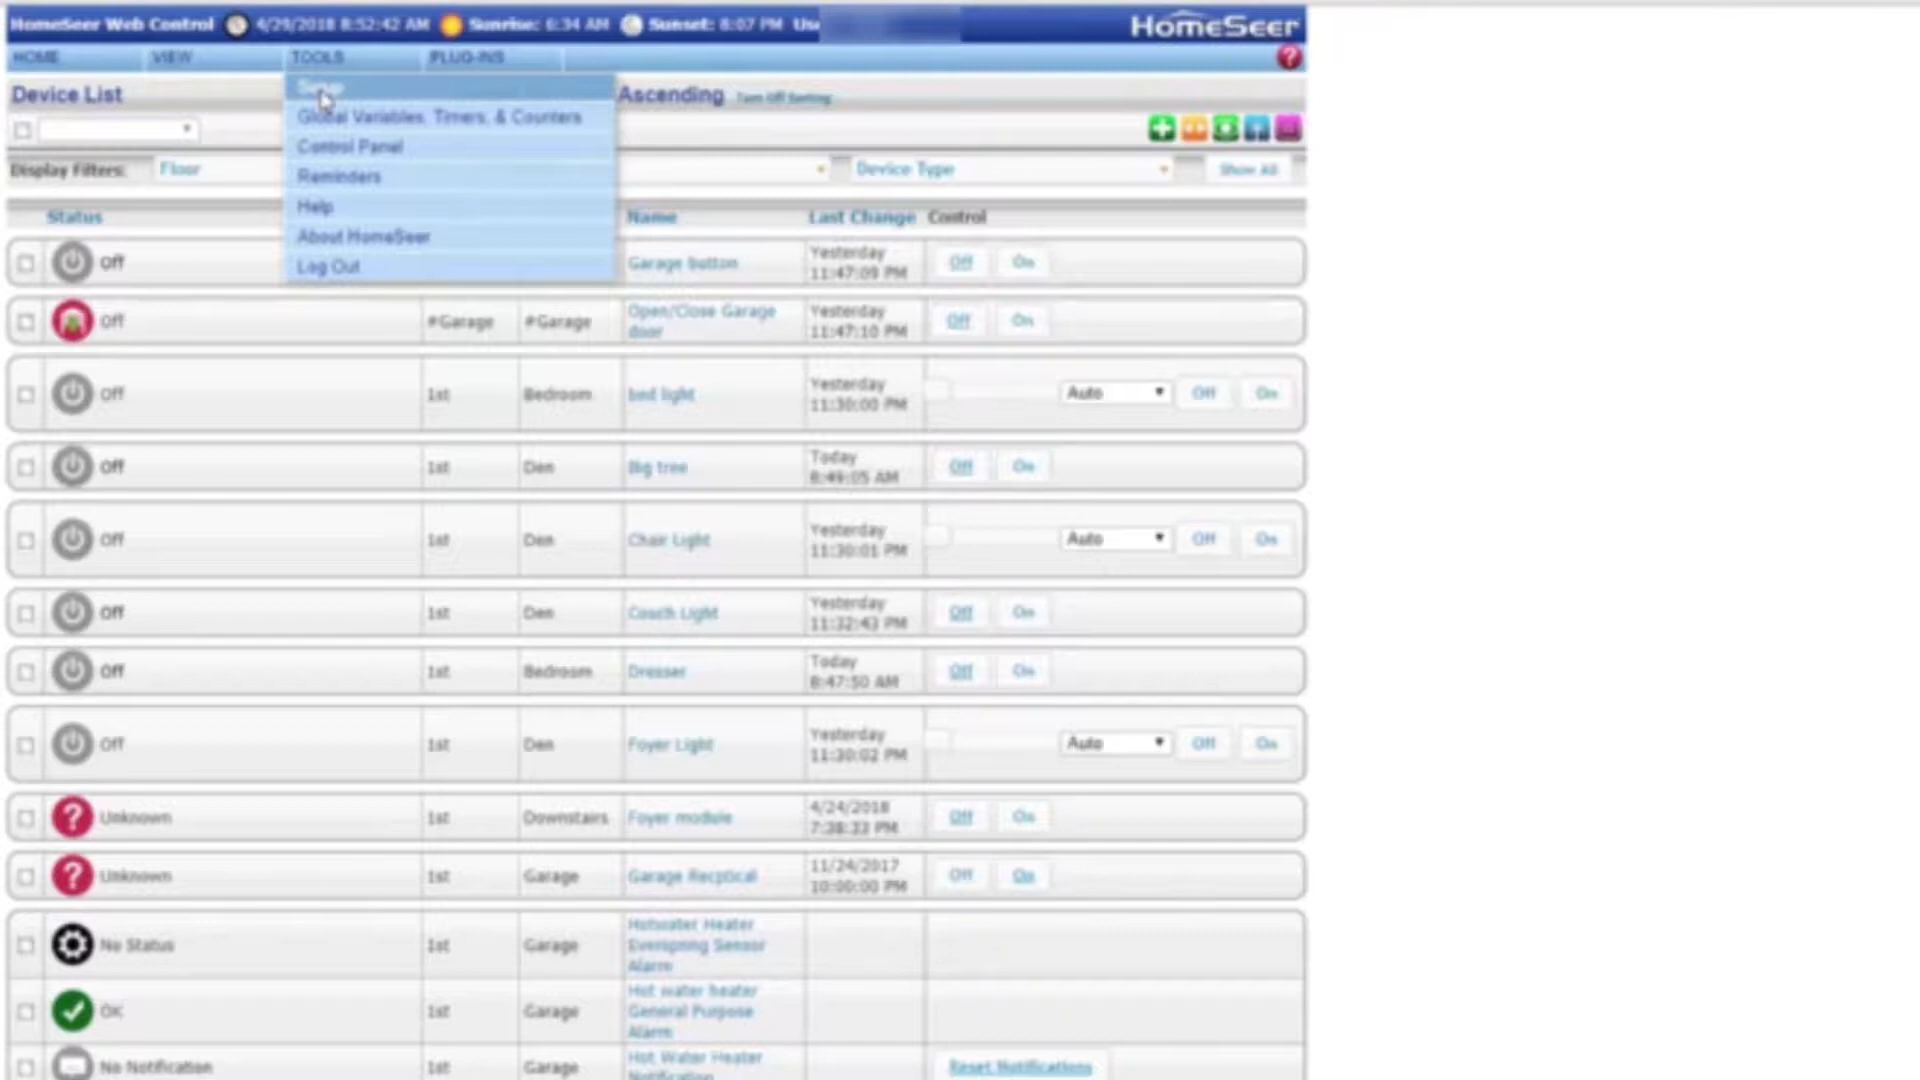 HomeSeer Web Control 4/29/2018 8:52:42 AM Sunrise: 6:34 AM Sunset: 8:07 PM HomeSeer
HOME VIEW TOOLS PLUG-INS ?
Device List Ascending Turn Off Sorting
Setup
Global Variables, Timers, & Counters
Control Panel
Reminders
Help
About HomeSeer
Log Out
Display Filters: Floor Device Type Show All
Status Name Last Change Control
Off Garage button Yesterday Off On
11:47:09 PM
Off #Garage #Garage Open/Close Garage Yesterday Off On
door 11:47:10 PM
Off 1st Bedroom bed light Yesterday Auto Off On
11:30:00 PM
Off 1st Den Big tree Today Off On
8:49:05 AM
Off 1st Den Chair Light Yesterday Auto Off On
11:30:01 PM
Off 1st Den Couch Light Yesterday Off On
11:32:43 PM
Off 1st Bedroom Dresser Today Off On
8:47:50 AM
Off 1st Den Foyer Light Yesterday Auto Off On
11:30:02 PM
? Unknown 1st Downstairs Foyer module 4/24/2018 Off On
7:38:33 PM
? Unknown 1st Garage Garage Recptical 11/24/2017 Off On
10:00:00 PM
No Status 1st Garage Hotwater Heater
Everspring Sensor
Alarm
OK 1st Garage Hot water heater
General Purpose
Alarm
No Notification 1st Garage Hot Water Heater Reset Notifications
Notification